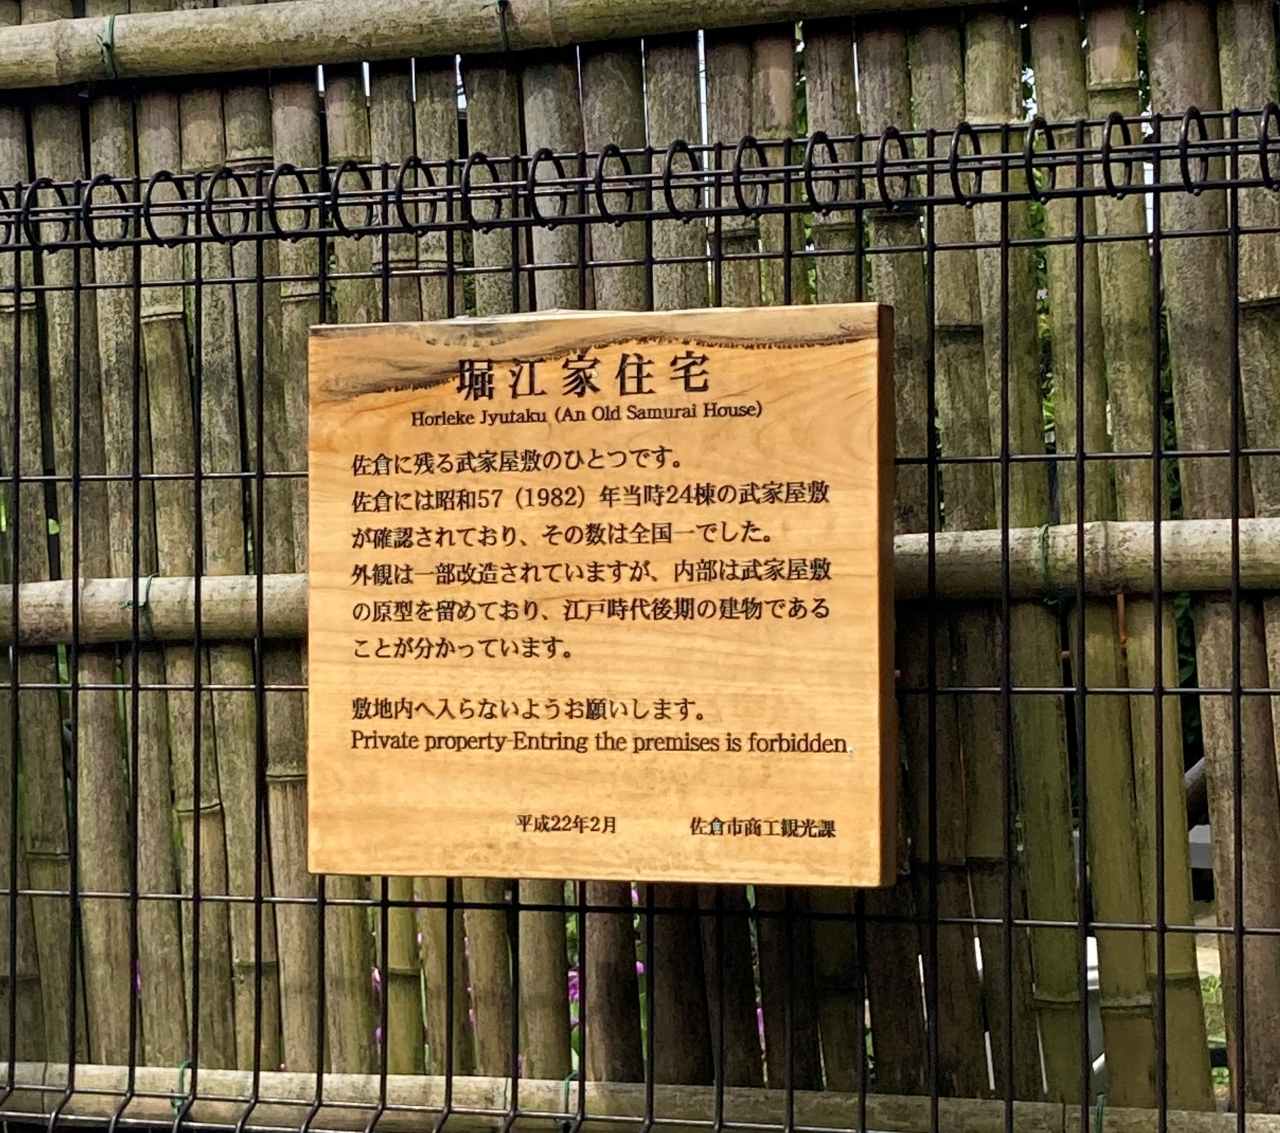 堀江家住宅
Horieke Jyutaku (An Old Samurai House)
佐倉に残る武家屋敷のひとつです。
佐倉には昭和57（1982）年当時24棟の武家屋敷
が確認されており、その数は全国一でした。
外観は一部改造されていますが、内部は武家屋敷
の原型を留めており、江戸時代後期の建物である
ことが分かっています。
敷地内へ入らないようお願いします。
Private property-Entring the premises is forbidden.
平成22年2月 佐倉市商工観光課